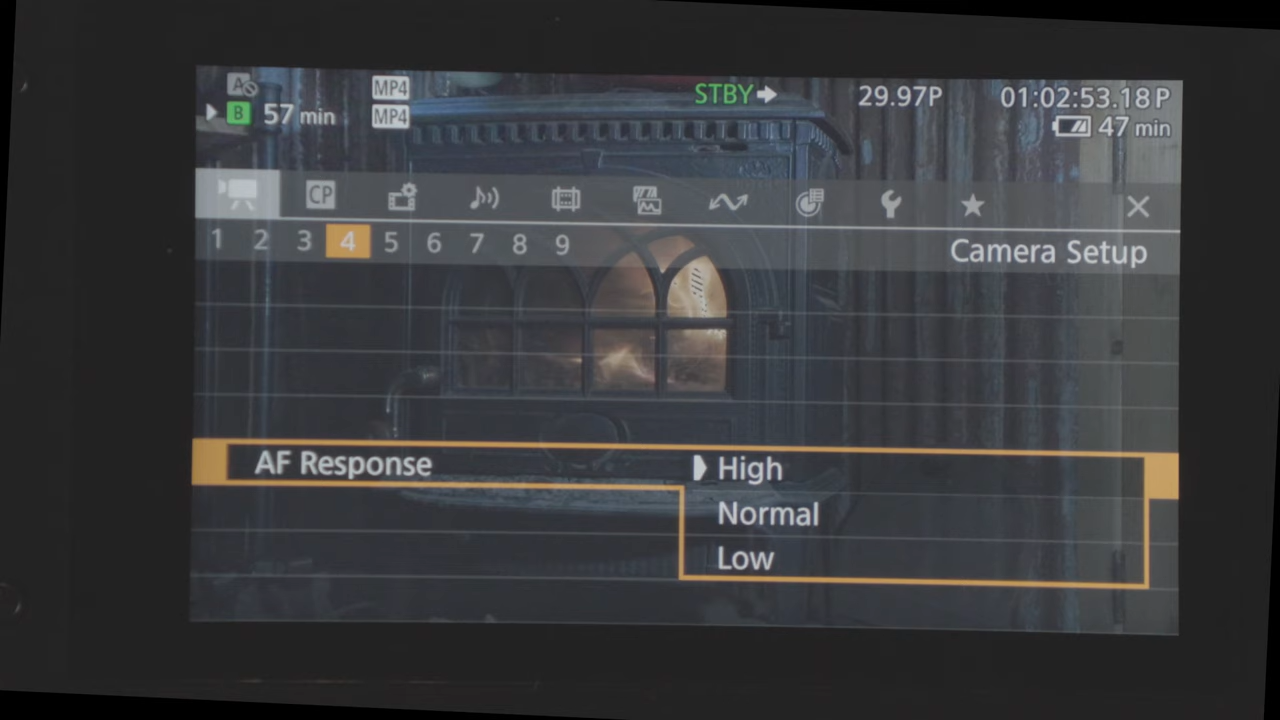 A MP4 STBY 29.97P 01:02:53.18P
B 57 min MP4 47 min
CP
1 2 3 4 5 6 7 8 9 Camera Setup
AF Response High
Normal
Low